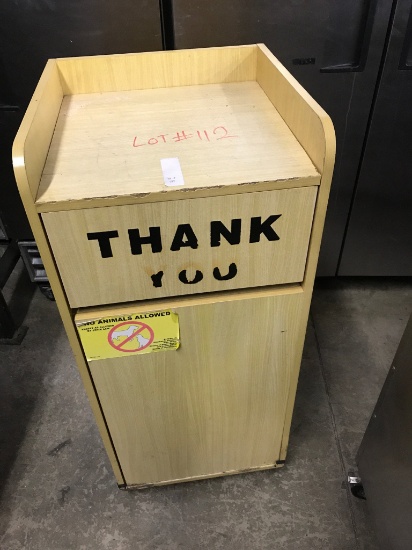 LOT #112
THANK
YOU
NO ANIMALS ALLOWED